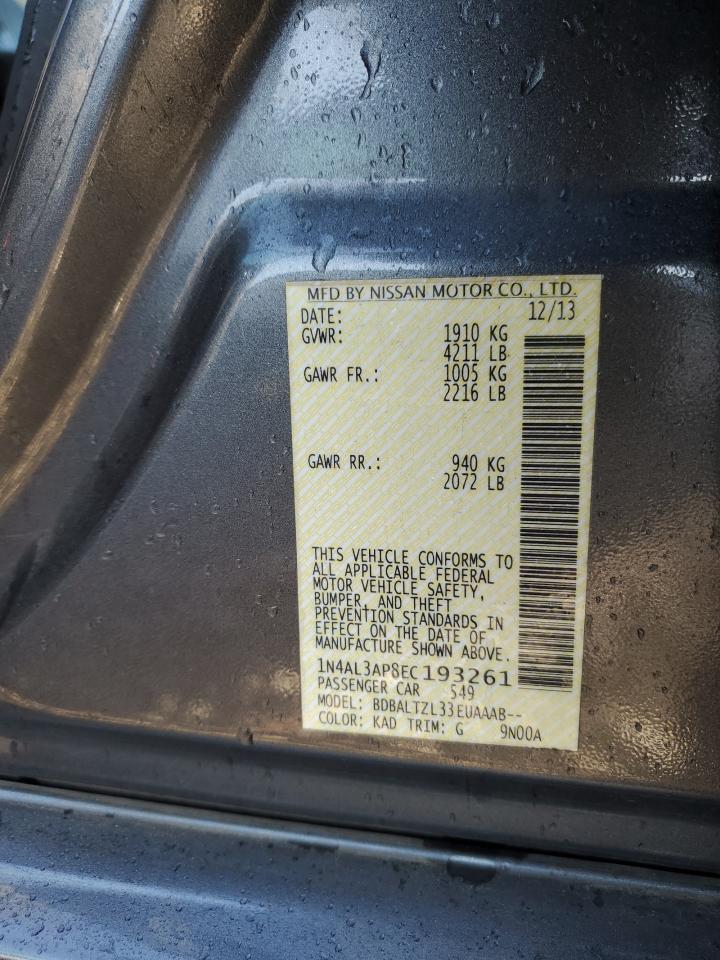 MFD BY NISSAN MOTOR CO., LTD.
DATE: 12/13
GVWR: 1910 KG
4211 LB
GAWR FR.: 1005 KG
2216 LB
GAWR RR.: 940 KG
2072 LB
THIS VEHICLE CONFORMS TO
ALL APPLICABLE FEDERAL
MOTOR VEHICLE SAFETY,
BUMPER, AND THEFT
PREVENTION STANDARDS IN
EFFECT ON THE DATE OF
MANUFACTURE SHOWN ABOVE.
1N4AL3AP8EC193261
PASSENGER CAR 549
MODEL: BDBALTZL33EUAAAB--
COLOR: KAD TRIM: G 9N00A